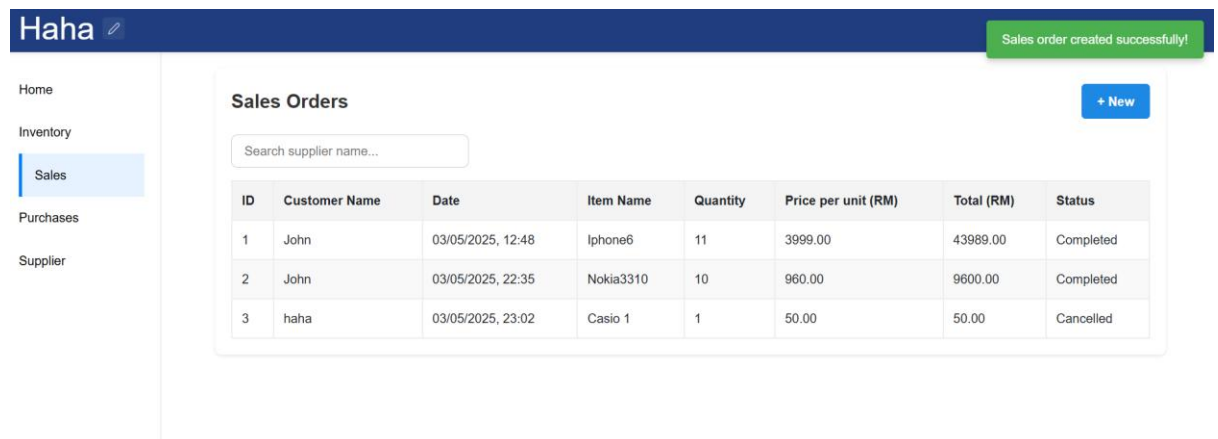 Haha
Sales order created successfully!
Home
Inventory
Sales
Purchases
Supplier
Sales Orders
+ New
Search supplier name...
ID Customer Name Date Item Name Quantity Price per unit (RM) Total (RM) Status
1 John 03/05/2025, 12:48 Iphone6 11 3999.00 43989.00 Completed
2 John 03/05/2025, 22:35 Nokia3310 10 960.00 9600.00 Completed
3 haha 03/05/2025, 23:02 Casio 1 1 50.00 50.00 Cancelled